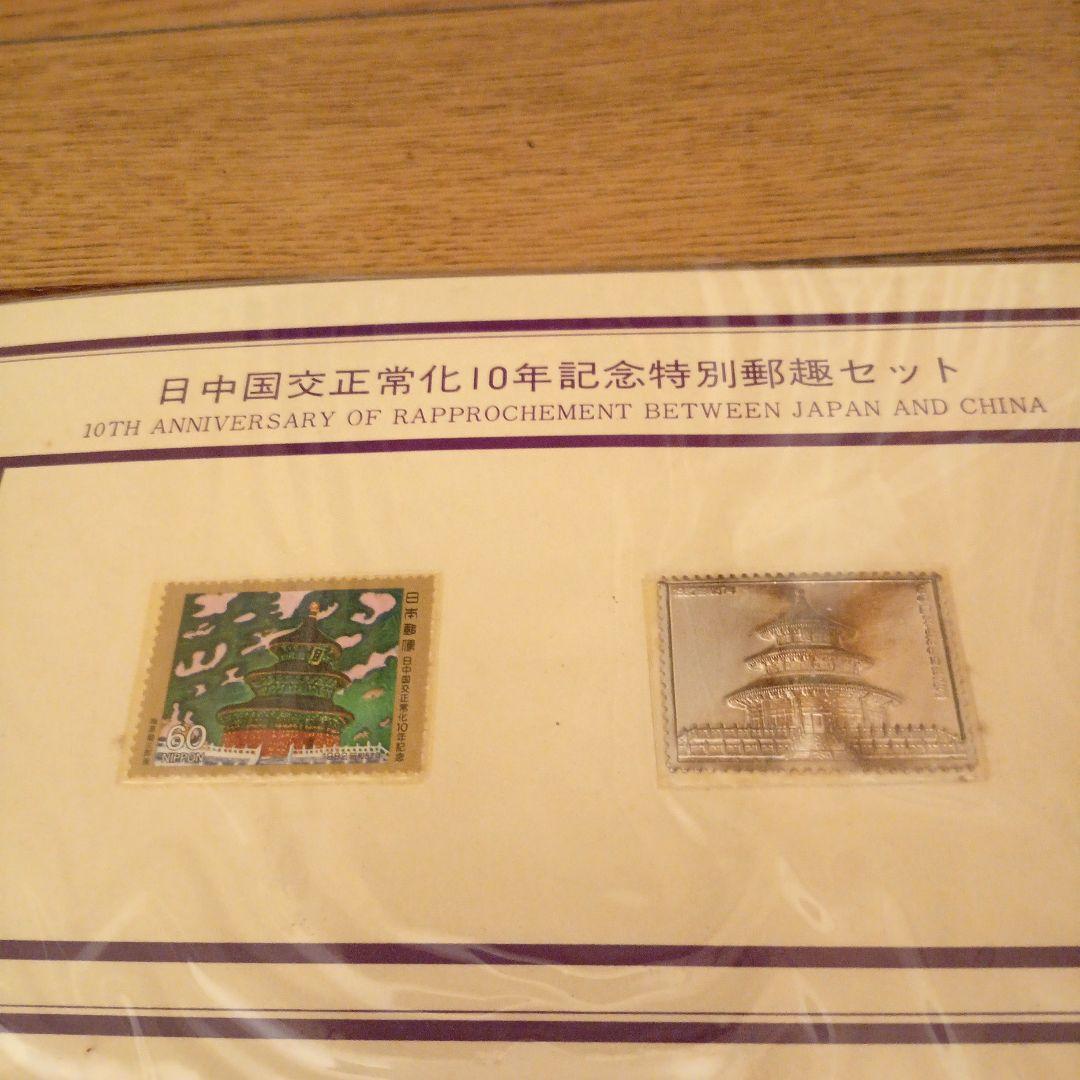 日中国交正常化10年記念特別郵趣セット
10TH ANNIVERSARY OF RAPPROCHEMENT BETWEEN JAPAN AND CHINA
日本郵便
日中国交正常化10年記念
60
NIPPON